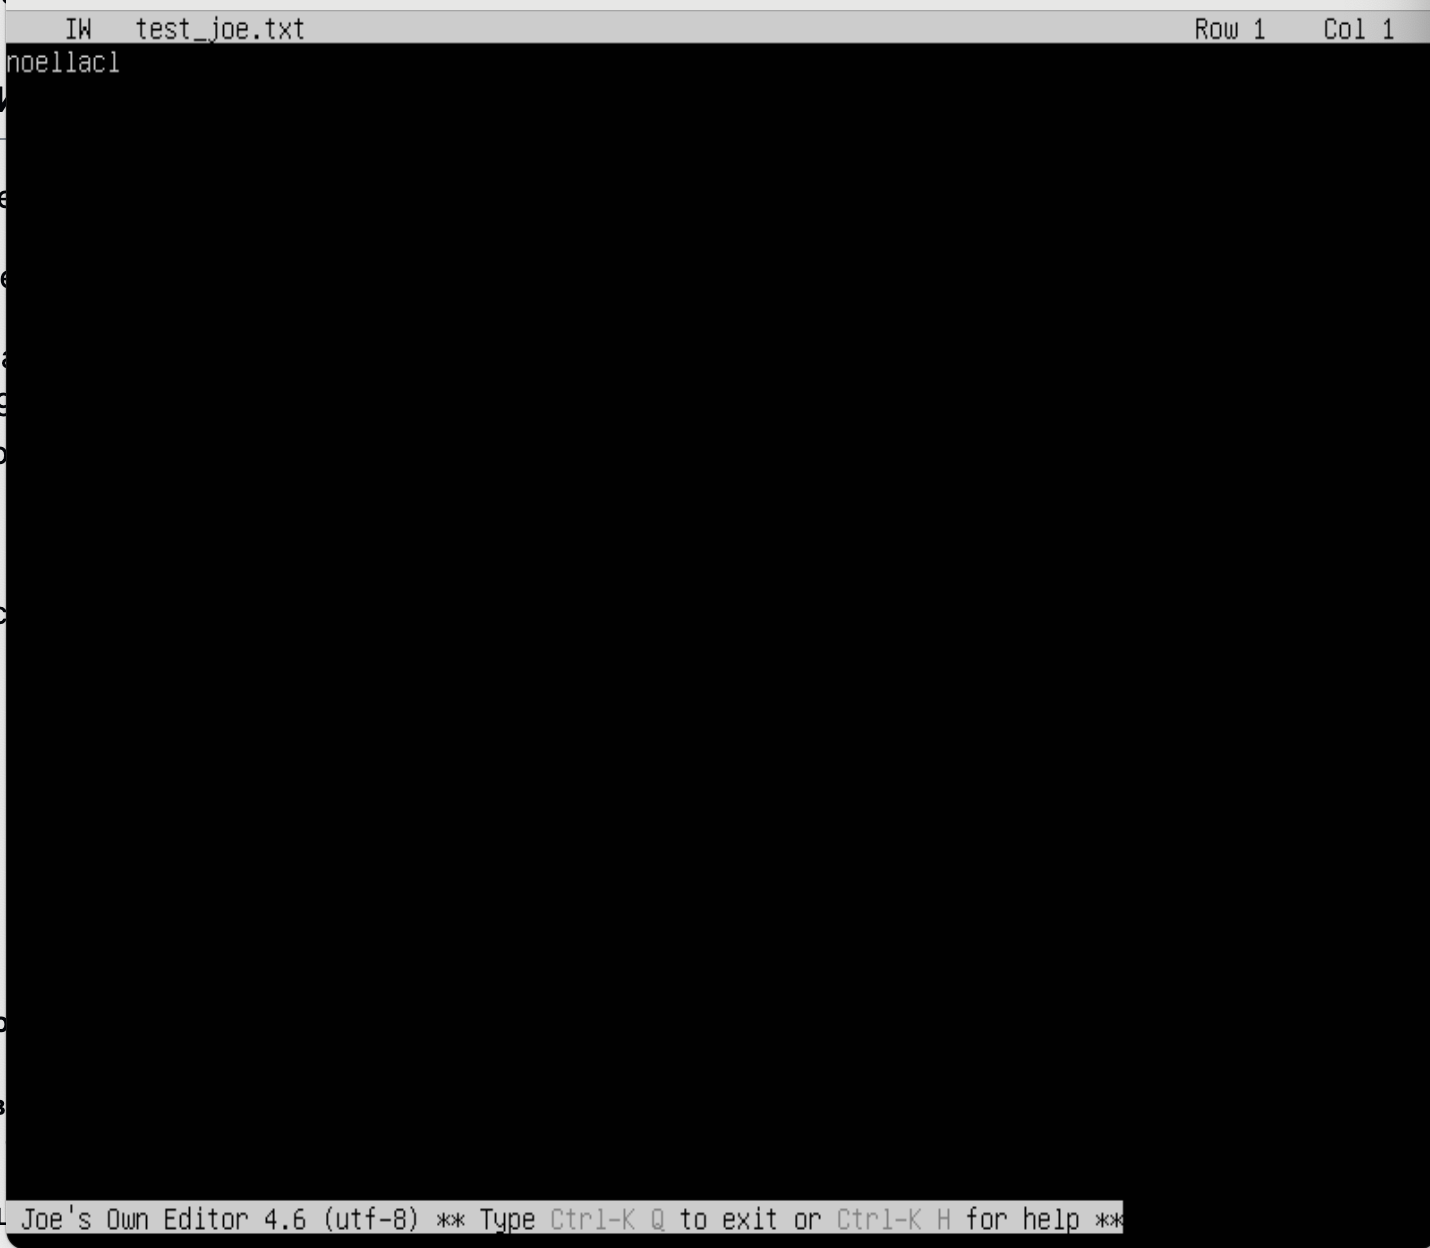 IW test_joe.txt Row 1 Col 1
noellacl
Joe's Own Editor 4.6 (utf-8) ** Type Ctrl-K Q to exit or Ctrl-K H for help **